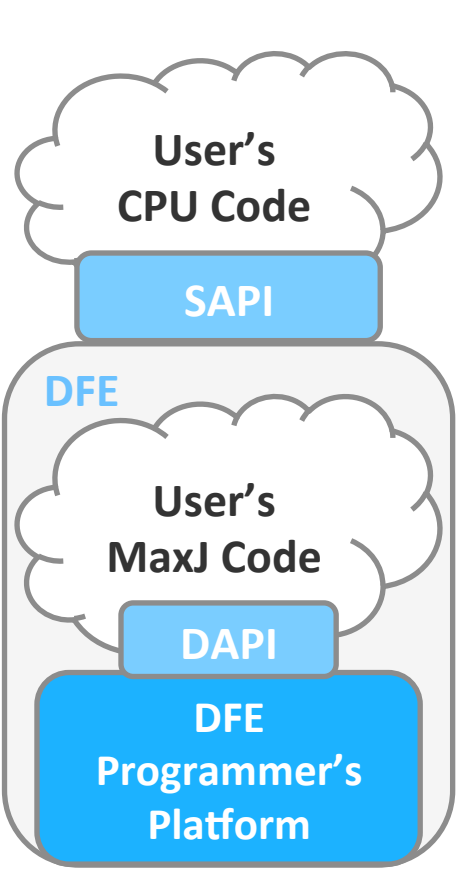 User’s
CPU Code
SAPI
DFE
User’s
MaxJ Code
DAPI
DFE
Programmer’s
Platform